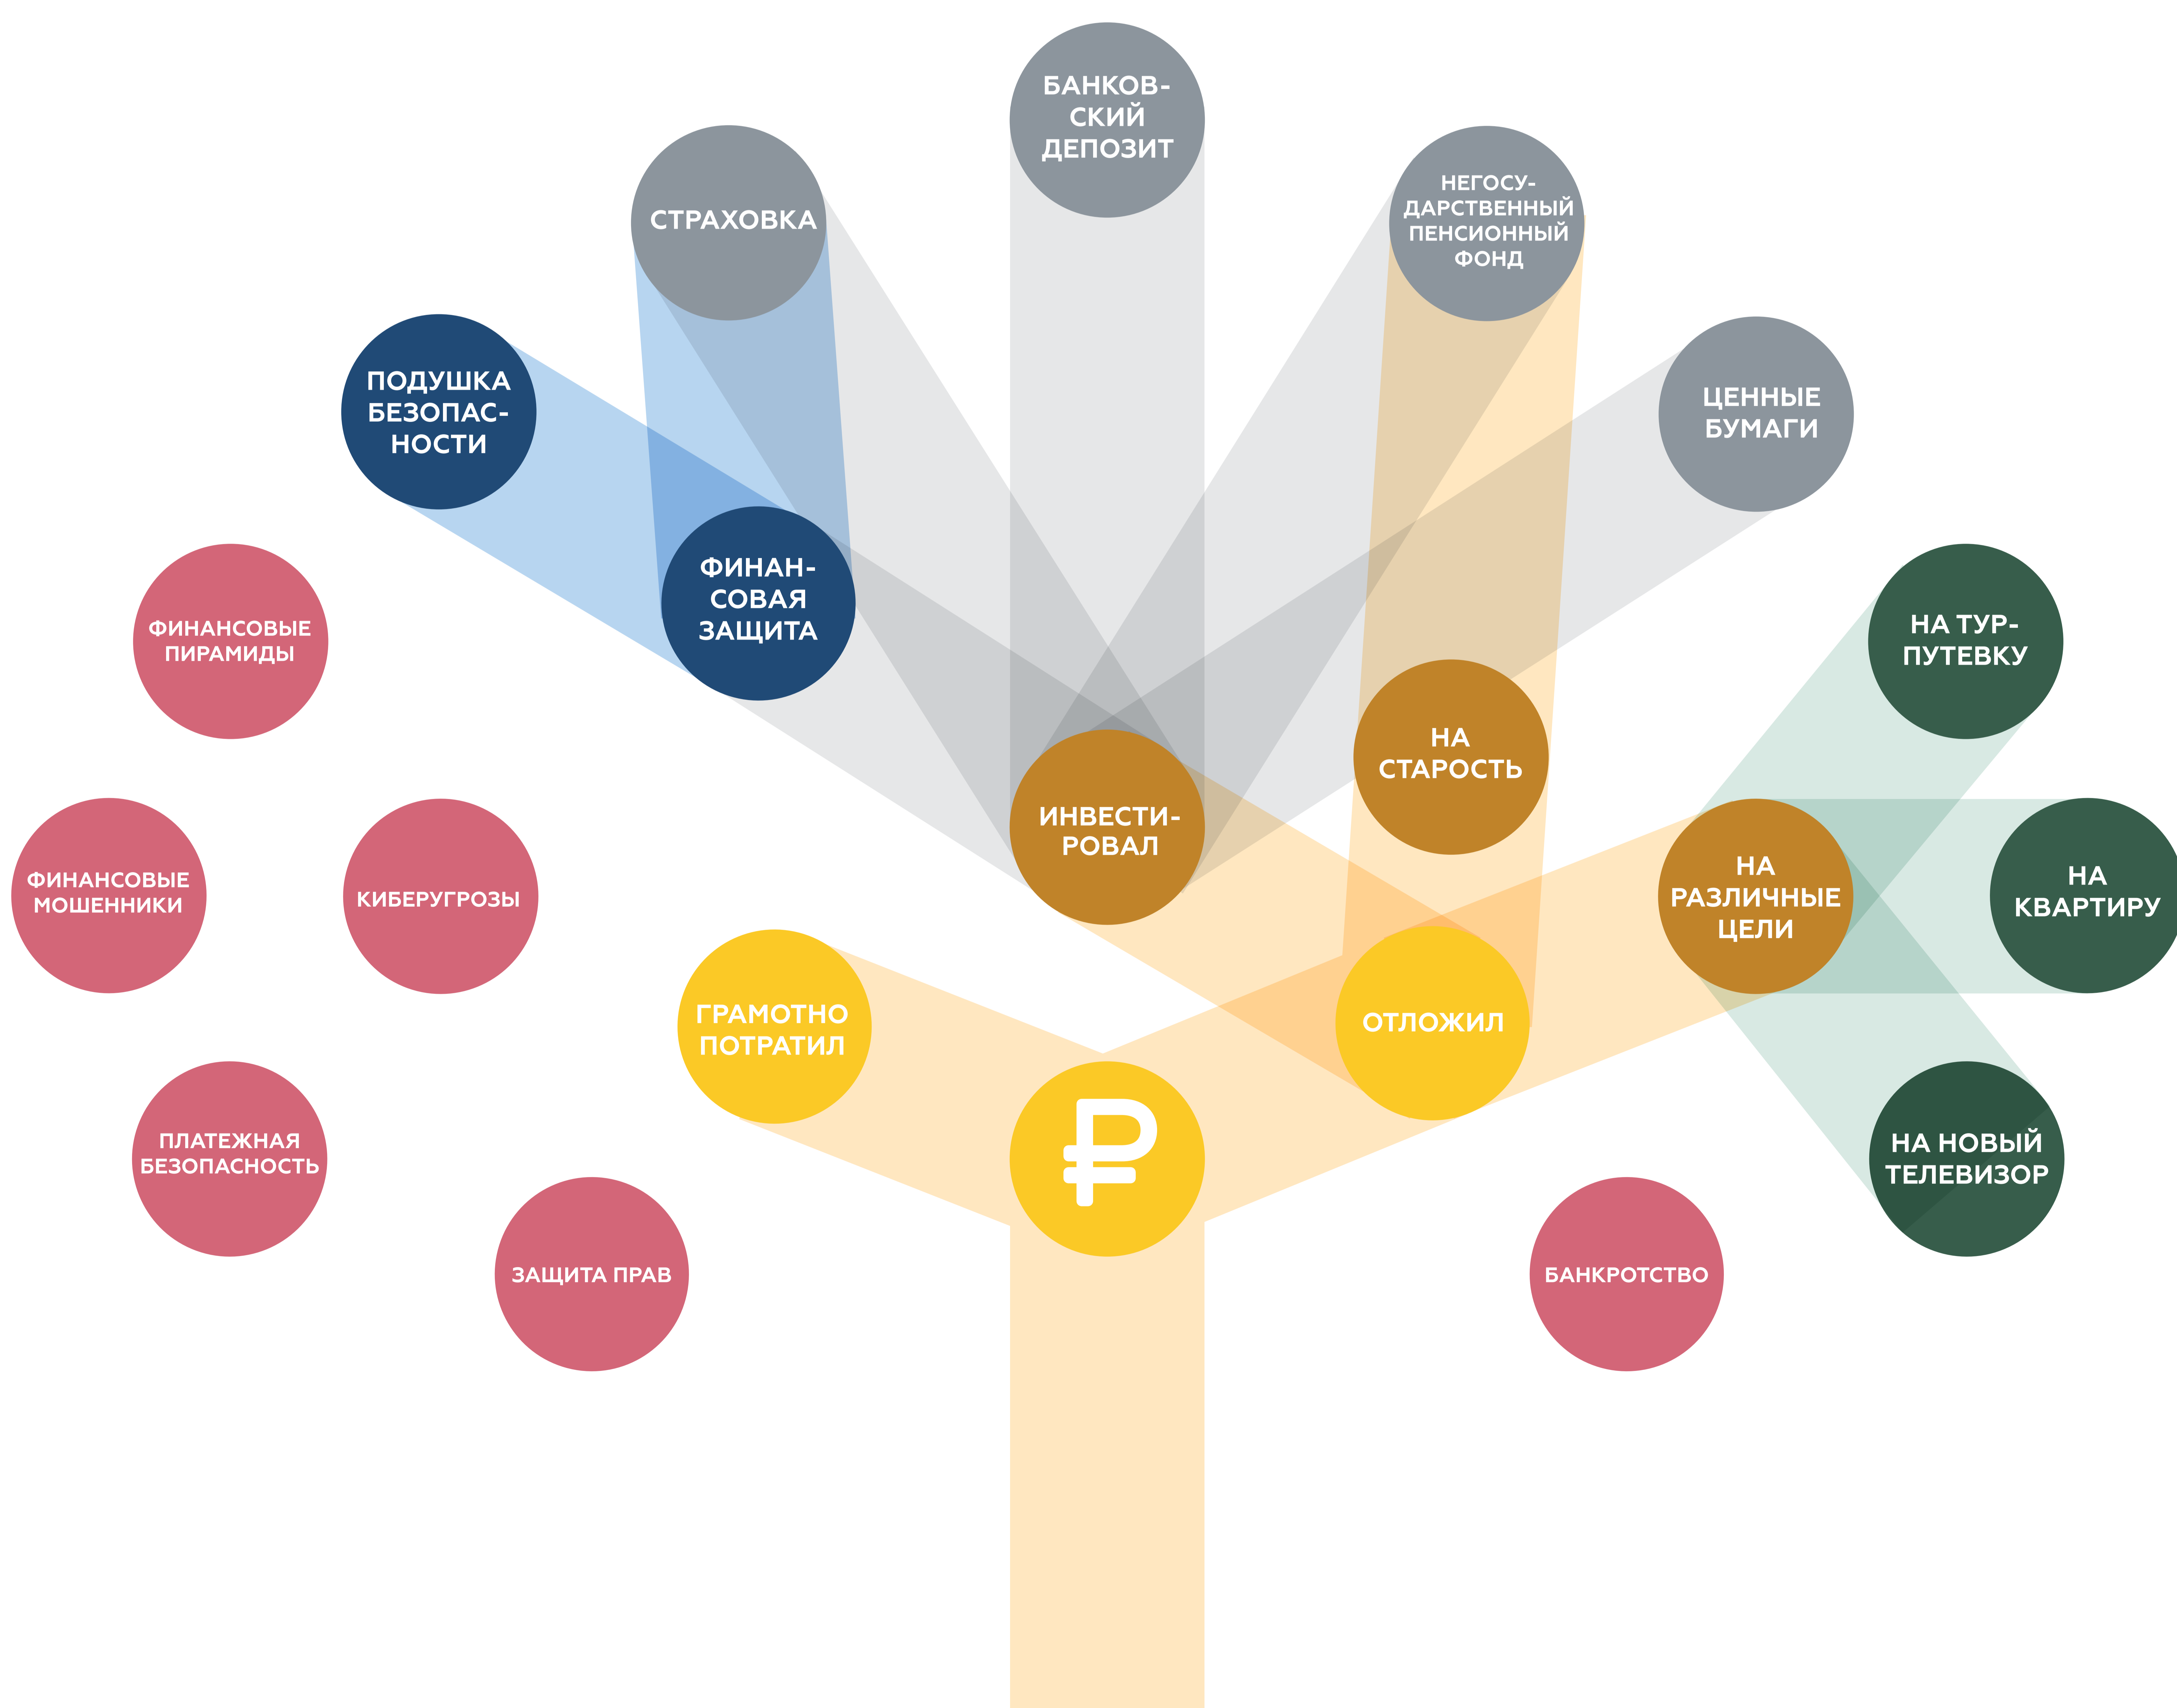 БАНКОВ-
СКИЙ
ДЕПОЗИТ
СТРАХОВКА
НЕГОСУ-
ДАРСТВЕННЫЙ
ПЕНСИОННЫЙ
ФОНД
ПОДУШКА
БЕЗОПАС-
НОСТИ
ЦЕННЫЕ
БУМАГИ
ФИНАН-
СОВАЯ
ЗАЩИТА
ФИНАНСОВЫЕ
ПИРАМИДЫ
НА ТУР-
ПУТЕВКУ
НА
СТАРОСТЬ
ИНВЕСТИ-
РОВАЛ
ФИНАНСОВЫЕ
МОШЕННИКИ
КИБЕРУГРОЗЫ
НА
РАЗЛИЧНЫЕ
ЦЕЛИ
НА
КВАРТИРУ
ГРАМОТНО
ПОТРАТИЛ
ОТЛОЖИЛ
ПЛАТЕЖНАЯ
БЕЗОПАСНОСТЬ
₽
НА НОВЫЙ
ТЕЛЕВИЗОР
ЗАЩИТА ПРАВ
БАНКРОТСТВО